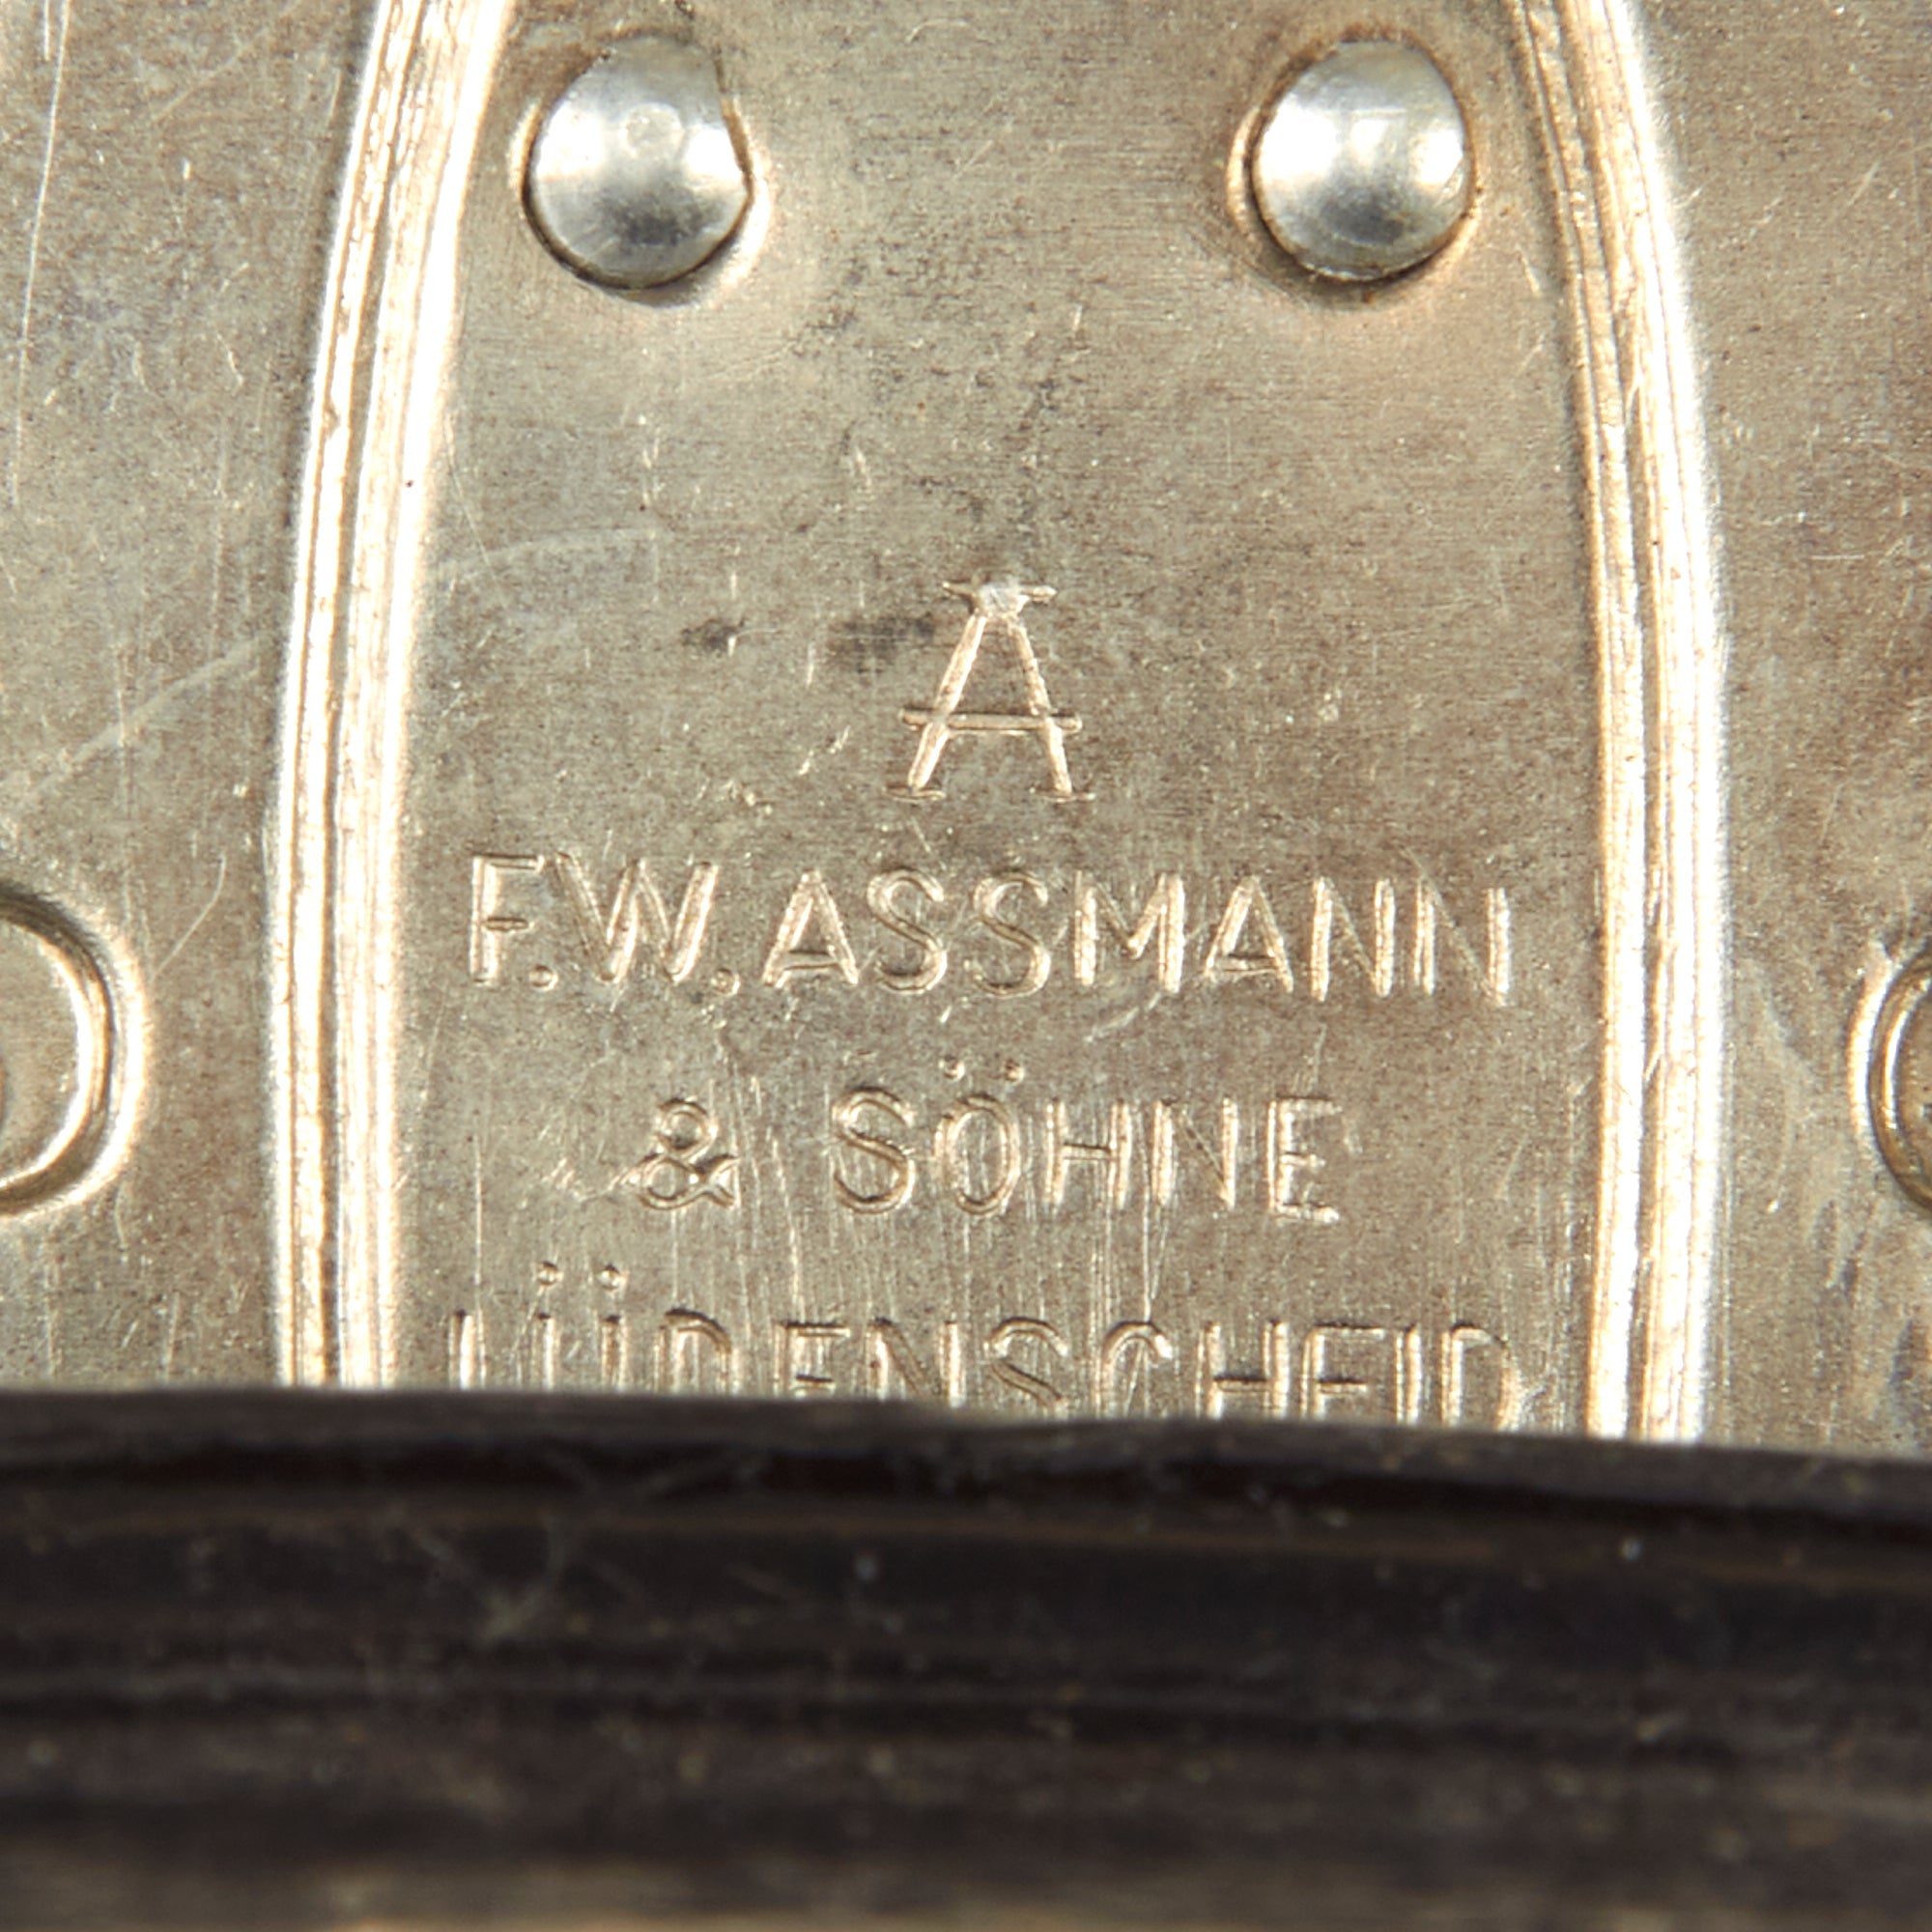 A
F.W.ASSMANN
& SÖHNE
LÜDENSCHEID